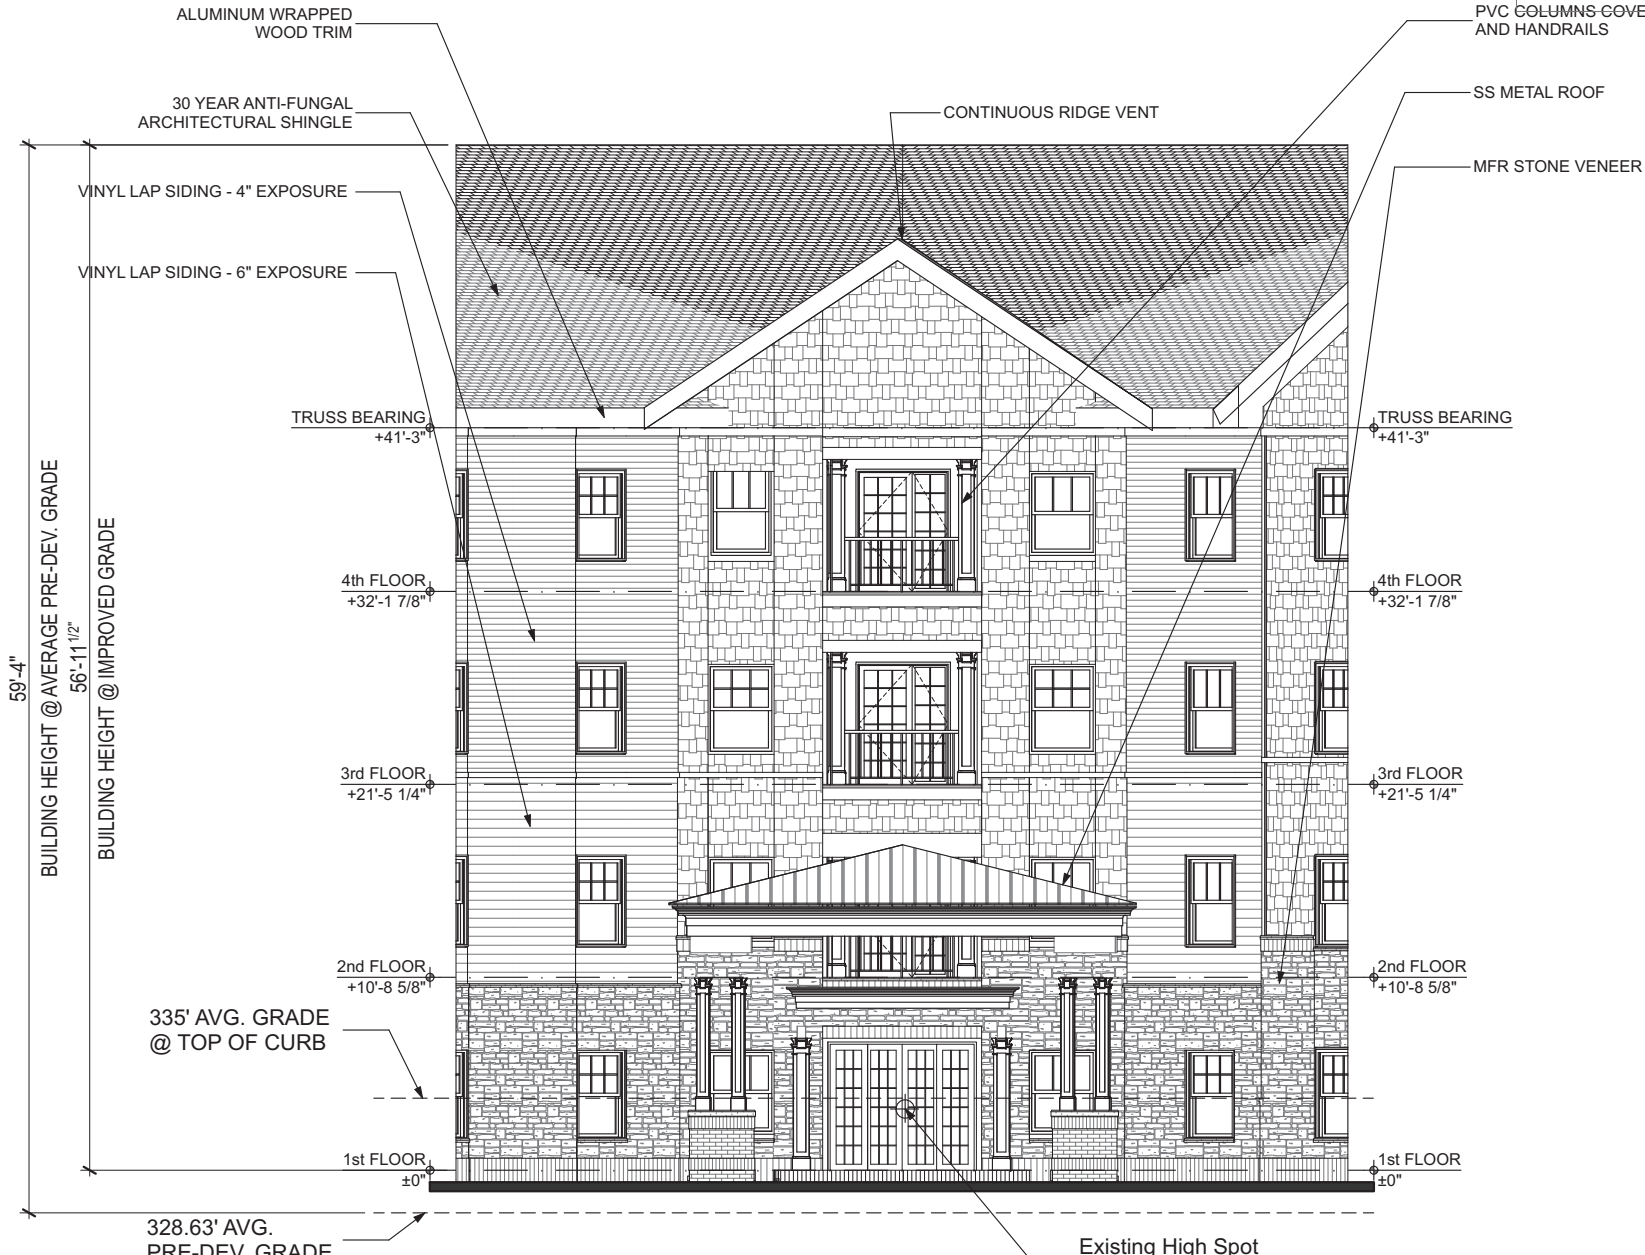 ALUMINUM WRAPPED
WOOD TRIM
PVC COLUMNS COVE
AND HANDRAILS
30 YEAR ANTI-FUNGAL
ARCHITECTURAL SHINGLE
CONTINUOUS RIDGE VENT
SS METAL ROOF
MFR STONE VENEER
VINYL LAP SIDING - 4" EXPOSURE
VINYL LAP SIDING - 6" EXPOSURE
TRUSS BEARING
+41'-3"
TRUSS BEARING
+41'-3"
59'-4"
BUILDING HEIGHT @ AVERAGE PRE-DEV. GRADE
56'-11 1/2"
BUILDING HEIGHT @ IMPROVED GRADE
4th FLOOR
+32'-1 7/8"
4th FLOOR
+32'-1 7/8"
3rd FLOOR
+21'-5 1/4"
3rd FLOOR
+21'-5 1/4"
2nd FLOOR
+10'-8 5/8"
2nd FLOOR
+10'-8 5/8"
335' AVG. GRADE
@ TOP OF CURB
1st FLOOR
±0"
1st FLOOR
±0"
328.63' AVG.
PRE-DEV. GRADE
Existing High Spot